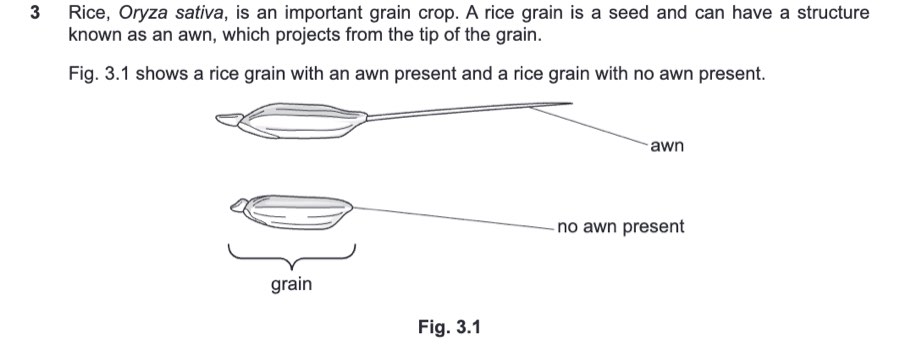 3 Rice, Oryza sativa, is an important grain crop. A rice grain is a seed and can have a structure
known as an awn, which projects from the tip of the grain.
Fig. 3.1 shows a rice grain with an awn present and a rice grain with no awn present.
awn
no awn present
grain
Fig. 3.1